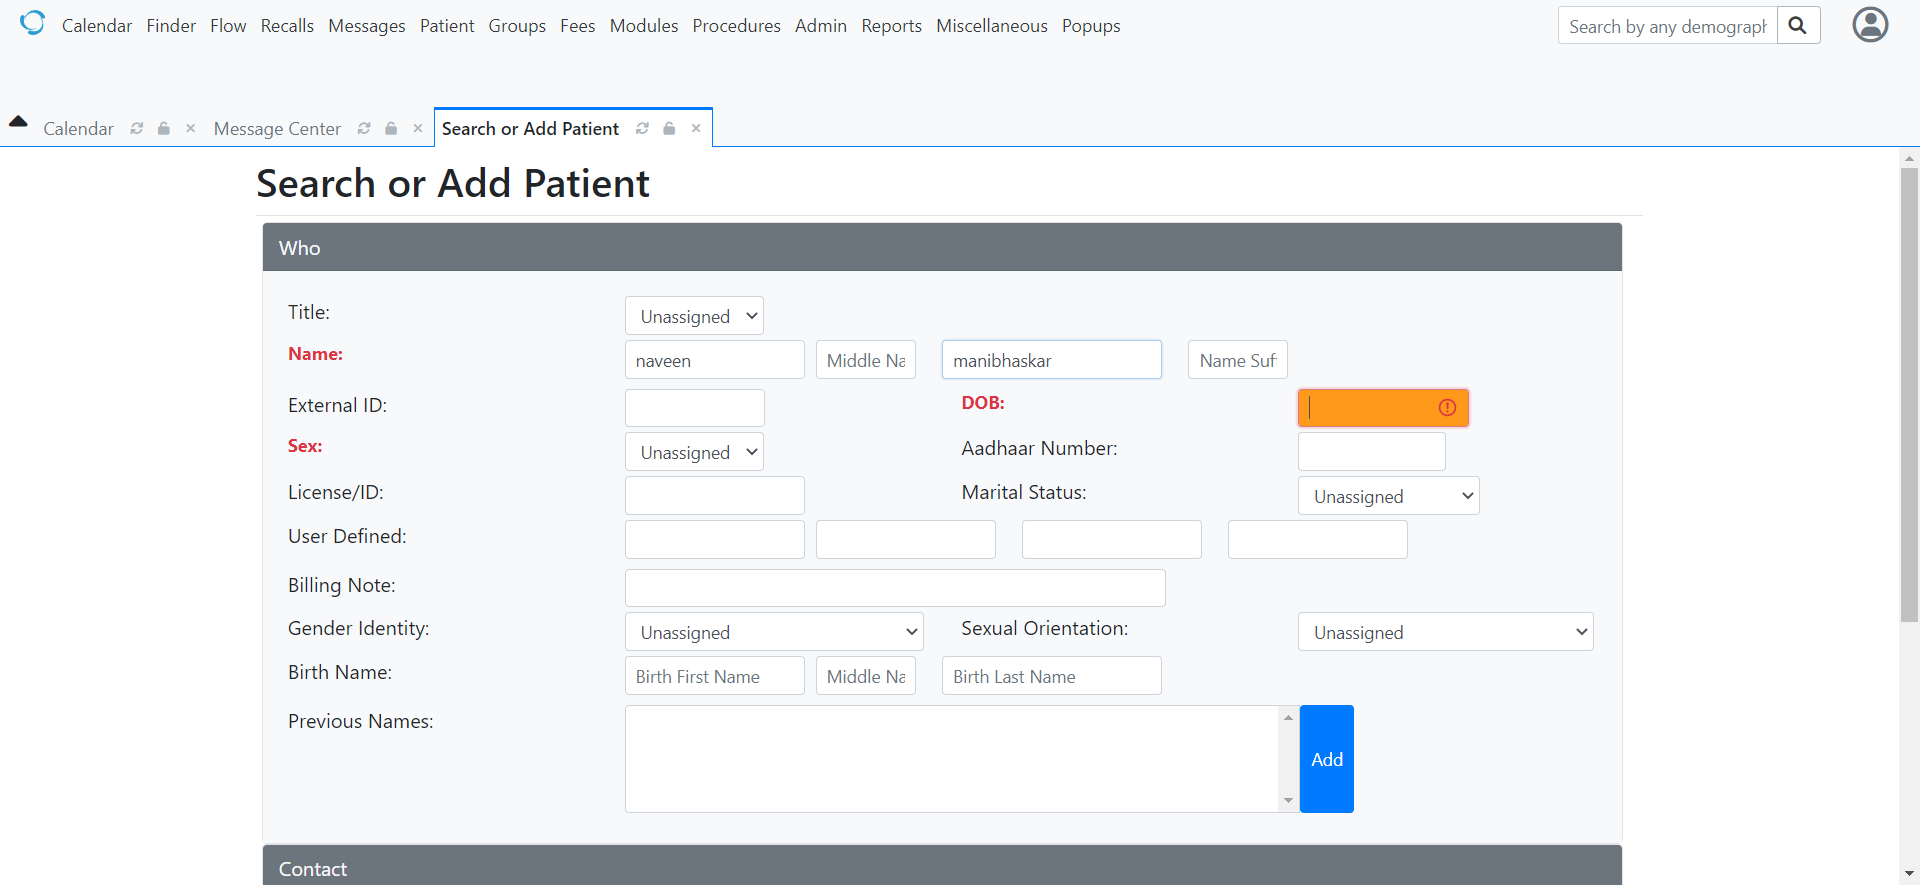 Calendar Finder Flow Recalls Messages Patient Groups Fees Modules Procedures Admin Reports Miscellaneous Popups Search by any demograph
Calendar Message Center Search or Add Patient
Search or Add Patient
Who
Title: Unassigned
Name: naveen Middle Na manibhaskar Name Suf
External ID: DOB:
Sex: Unassigned Aadhaar Number:
License/ID: Marital Status: Unassigned
User Defined:
Billing Note:
Gender Identity: Unassigned Sexual Orientation: Unassigned
Birth Name: Birth First Name Middle Na Birth Last Name
Previous Names:
Add
Contact